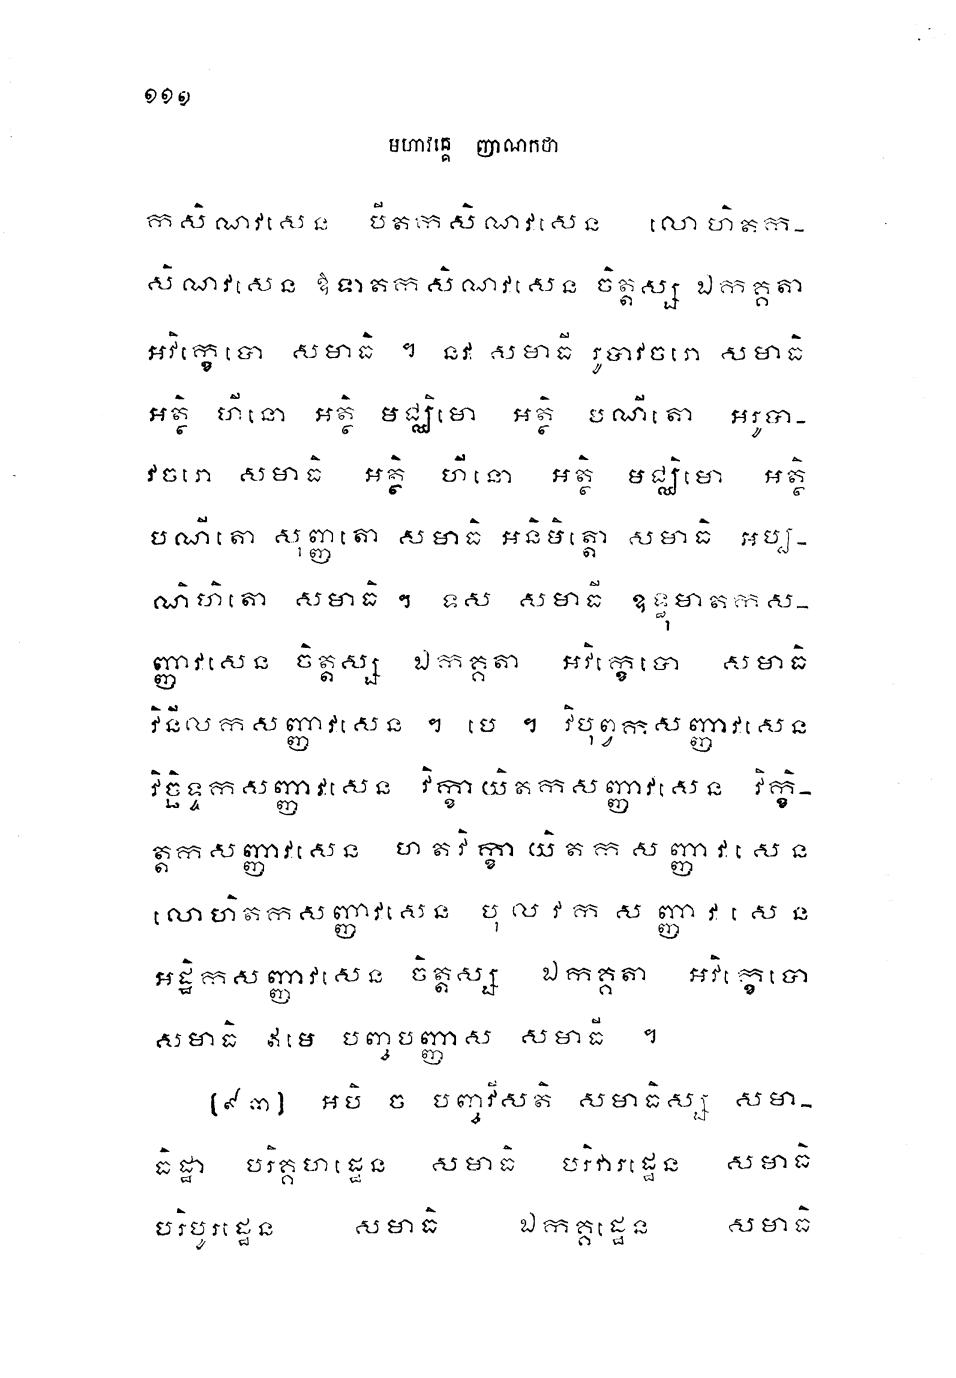 ១១១
មហាវគ្គេ ញាណកថា
កសិណវសេន បីតកសិណវសេន លោហិតក-
សិណវសេន ឱទាតកសិណវសេន ចិត្តស្ស ឯកគ្គតា
អវិក្ខេបោ សមាធិ ។ នវ សមាធី រូបាវចរោ សមាធិ
អត្ថិ ហីនោ អត្ថិ មជ្ឈិមោ អត្ថិ បណីតោ អរូបា-
វចរោ សមាធិ អត្ថិ ហីនោ អត្ថិ មជ្ឈិមោ អត្ថិ
បណីតោ សុញ្ញតោ សមាធិ អនិមិត្តោ សមាធិ អប្ប-
ណិហិតោ សមាធិ ។ ទស សមាធី ឧទ្ធុមាតកស-
ញ្ញាវសេន ចិត្តស្ស ឯកគ្គតា អវិក្ខេបោ សមាធិ
វិនីលកសញ្ញាវសេន ។ បេ ។ វិបុព្វកសញ្ញាវសេន
វិច្ឆិទ្ទកសញ្ញាវសេន វិក្ខាយិតកសញ្ញាវសេន វិក្ខិ-
ត្តកសញ្ញាវសេន ហតវិក្ខាយិតកសញ្ញាវសេន
លោហិតកសញ្ញាវសេន បុលវកសញ្ញាវសេន
អដ្ឋិកសញ្ញាវសេន ចិត្តស្ស ឯកគ្គតា អវិក្ខេបោ
សមាធិ ឥមេ បញ្ចបញ្ញាស សមាធី ។
[៩៣] អបិ ច បញ្ចវីសតិ សមាធិស្ស សមា-
ធិដ្ឋា បរិគ្គហដ្ឋេន សមាធិ បរិវារដ្ឋេន សមាធិ
បរិបូរដ្ឋេន សមាធិ ឯកគ្គដ្ឋេន សមាធិ